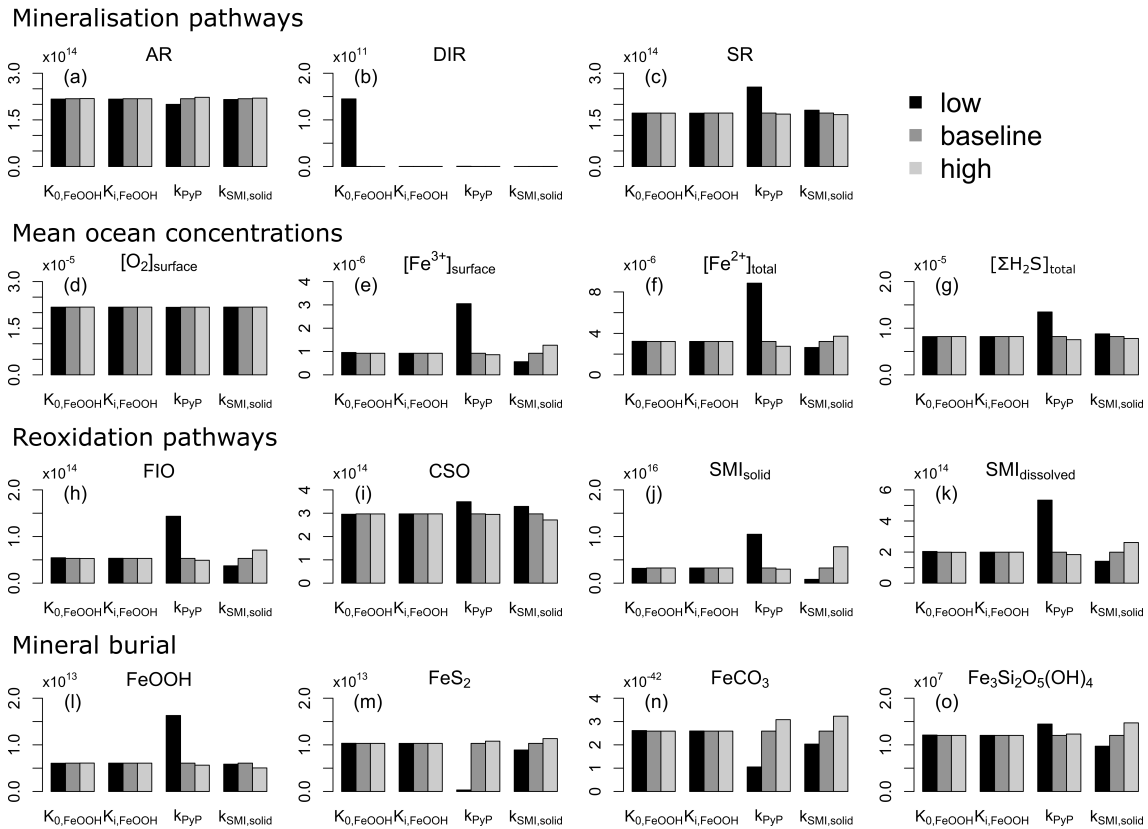 Mineralisation pathways
x10^14 AR
(a)
3.0
1.5
0.0
K0,FeOOH Ki,FeOOH kPyP kSMI,solid
x10^11 DIR
(b)
2.0
1.0
0.0
K0,FeOOH Ki,FeOOH kPyP kSMI,solid
x10^14 SR
(c)
3.0
1.5
0.0
K0,FeOOH Ki,FeOOH kPyP kSMI,solid
low
baseline
high
Mean ocean concentrations
x10^-5 [O2]surface
(d)
3.0
1.5
0.0
K0,FeOOH Ki,FeOOH kPyP kSMI,solid
x10^-6 [Fe3+]surface
(e)
4
3
2
1
0
K0,FeOOH Ki,FeOOH kPyP kSMI,solid
x10^-6 [Fe2+]total
(f)
8
4
0
K0,FeOOH Ki,FeOOH kPyP kSMI,solid
x10^-5 [ΣH2S]total
(g)
2.0
1.0
0.0
K0,FeOOH Ki,FeOOH kPyP kSMI,solid
Reoxidation pathways
x10^14 FIO
(h)
2.0
1.0
0.0
K0,FeOOH Ki,FeOOH kPyP kSMI,solid
x10^14 CSO
(i)
4
3
2
1
0
K0,FeOOH Ki,FeOOH kPyP kSMI,solid
x10^16 SMIsolid
(j)
2.0
1.0
0.0
K0,FeOOH Ki,FeOOH kPyP kSMI,solid
x10^14 SMIdissolved
(k)
6
4
2
0
K0,FeOOH Ki,FeOOH kPyP kSMI,solid
Mineral burial
x10^13 FeOOH
(l)
2.0
1.0
0.0
K0,FeOOH Ki,FeOOH kPyP kSMI,solid
x10^13 FeS2
(m)
2.0
1.0
0.0
K0,FeOOH Ki,FeOOH kPyP kSMI,solid
x10^-42 FeCO3
(n)
4
3
2
1
0
K0,FeOOH Ki,FeOOH kPyP kSMI,solid
x10^7 Fe3Si2O5(OH)4
(o)
2.0
1.0
0.0
K0,FeOOH Ki,FeOOH kPyP kSMI,solid